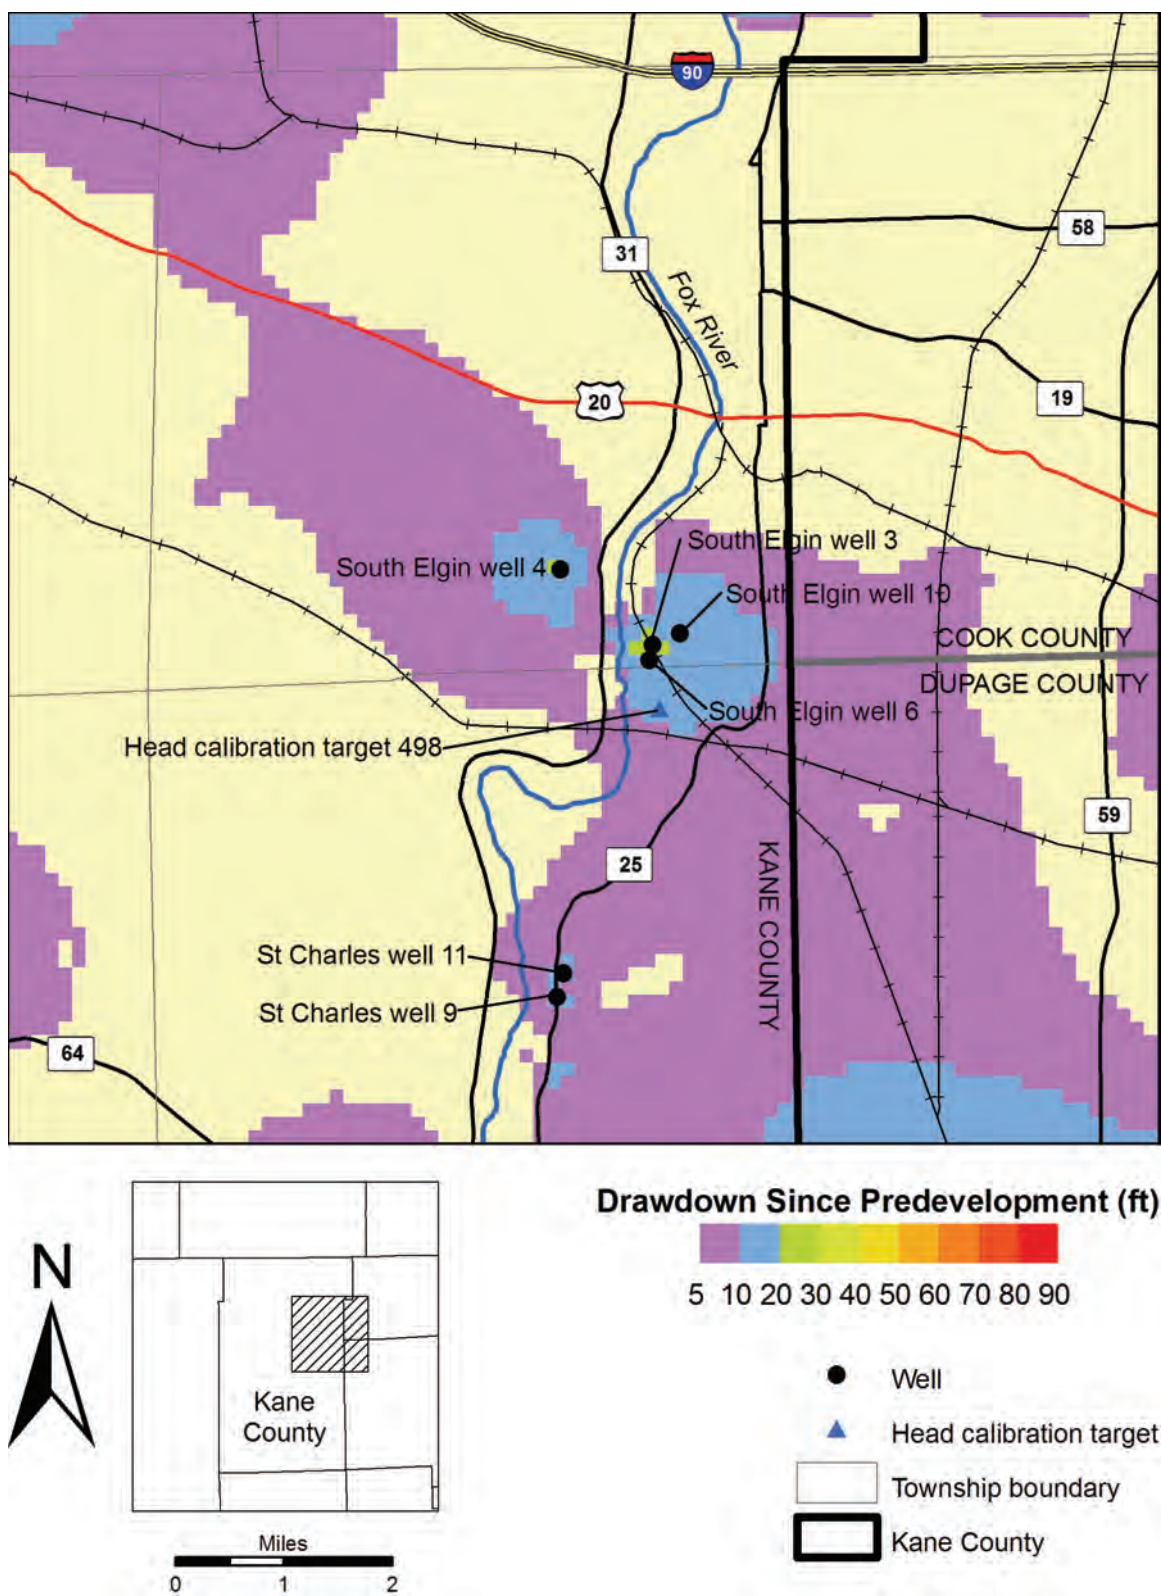 90
58
31
Fox River
19
20
South Elgin well 3
South Elgin well 4
South Elgin well 10
COOK COUNTY
DUPAGE COUNTY
South Elgin well 6
Head calibration target 498
59
25
KANE COUNTY
St Charles well 11
St Charles well 9
64
Drawdown Since Predevelopment (ft)
5 10 20 30 40 50 60 70 80 90
N
Kane
County
Well
Head calibration target
Township boundary
Kane County
Miles
0 1 2